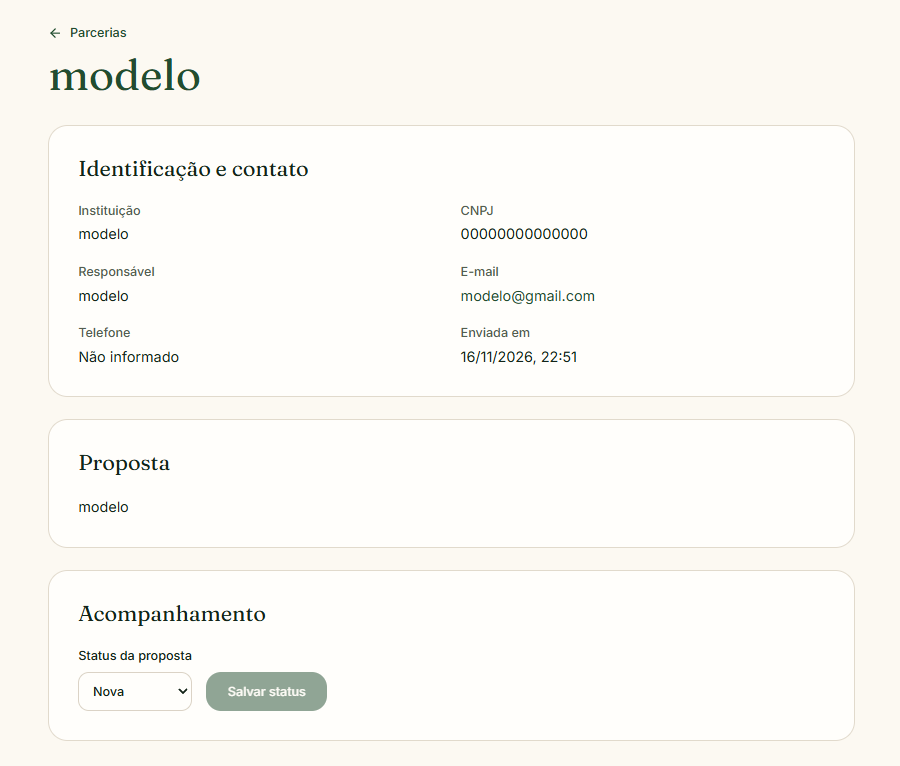 Parcerias
modelo
Identificação e contato
Instituição
modelo
CNPJ
00000000000000
Responsável
modelo
E-mail
modelo@gmail.com
Telefone
Não informado
Enviada em
16/11/2026, 22:51
Proposta
modelo
Acompanhamento
Status da proposta
Nova
Salvar status